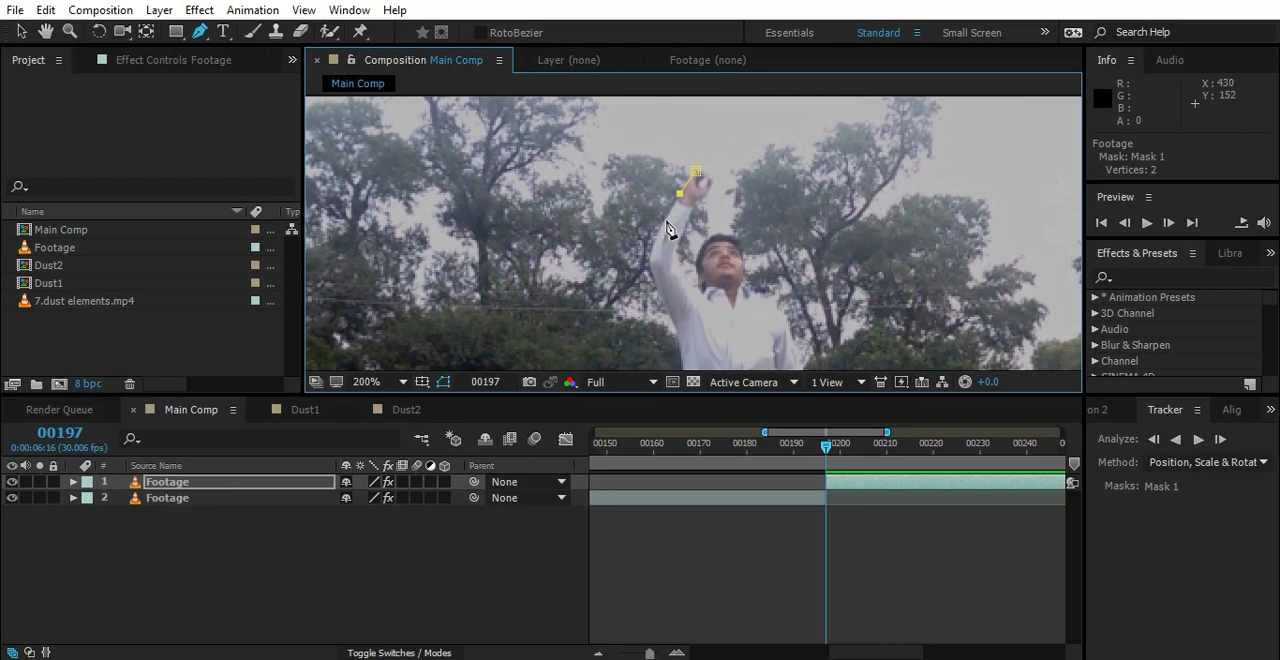 File Edit Composition Layer Effect Animation View Window Help
RotoBezier Essentials Standard Small Screen Search Help
Project Effect Controls Footage
Composition Main Comp Layer (none) Footage (none)
Main Comp
Info Audio
R :
G :
B :
A : 0
X : 430
Y : 152
Footage
Mask: Mask 1
Vertices: 2
Preview
Effects & Presets Libra
* Animation Presets
3D Channel
Audio
Blur & Sharpen
Channel
Name Typ
Main Comp ...
Footage ...
Dust2 ...
Dust1 ...
7.dust elements.mp4 ...
8 bpc
200% 00197 Full Active Camera 1 View +0.0
Render Queue Main Comp Dust1 Dust2
on 2 Tracker Alig
00197
0:00:06:16 (30.006 fps)
00150 00160 00170 00180 00190 00200 00210 00220 00230 00240 0
# Source Name Parent
1 Footage None
2 Footage None
Analyze:
Method: Position, Scale & Rotat
Masks: Mask 1
Toggle Switches / Modes